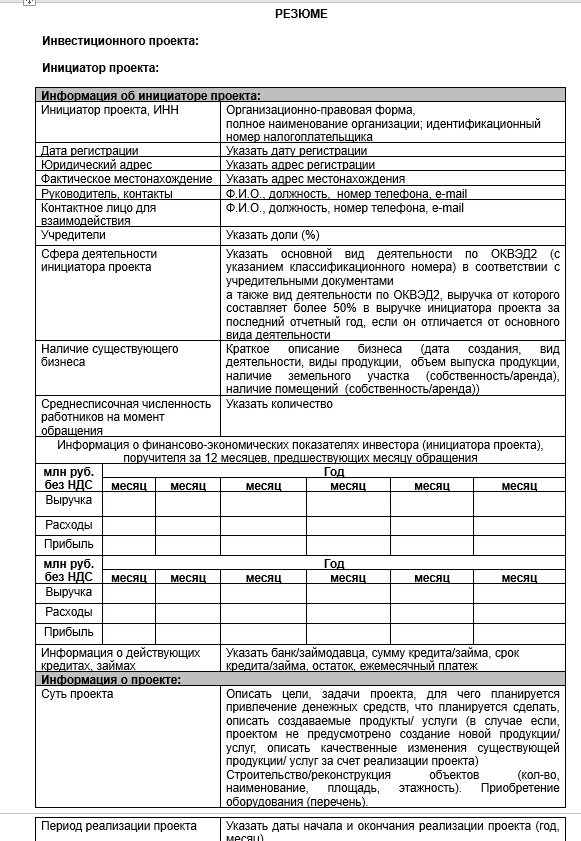 РЕЗЮМЕ
Инвестиционного проекта:
Инициатор проекта:
Информация об инициаторе проекта:
Инициатор проекта, ИНН
Организационно-правовая форма,
полное наименование организации; идентификационный
номер налогоплательщика
Дата регистрации
Указать дату регистрации
Юридический адрес
Указать адрес регистрации
Фактическое местонахождение
Указать адрес местонахождения
Руководитель, контакты
Ф.И.О., должность, номер телефона, e-mail
Контактное лицо для
взаимодействия
Ф.И.О., должность, номер телефона, e-mail
Учредители
Указать доли (%)
Сфера деятельности
инициатора проекта
Указать основной вид деятельности по ОКВЭД2 (с
указанием классификационного номера) в соответствии с
учредительными документами
а также вид деятельности по ОКВЭД2, выручка от которого
составляет более 50% в выручке инициатора проекта за
последний отчетный год, если он отличается от основного
вида деятельности
Наличие существующего
бизнеса
Краткое описание бизнеса (дата создания, вид
деятельности, виды продукции, объем выпуска продукции,
наличие земельного участка (собственность/аренда),
наличие помещений (собственность/аренда))
Среднесписочная численность
работников на момент
обращения
Указать количество
Информация о финансово-экономических показателях инвестора (инициатора проекта),
поручителя за 12 месяцев, предшествующих месяцу обращения
млн руб.
без НДС
Год
месяц месяц месяц месяц месяц месяц
Выручка
Расходы
Прибыль
млн руб.
без НДС
Год
месяц месяц месяц месяц месяц месяц
Выручка
Расходы
Прибыль
Информация о действующих
кредитах, займах
Указать банк/займодавца, сумму кредита/займа, срок
кредита/займа, остаток, ежемесячный платеж
Информация о проекте:
Суть проекта
Описать цели, задачи проекта, для чего планируется
привлечение денежных средств, что планируется сделать,
описать создаваемые продукты/ услуги (в случае если,
проектом не предусмотрено создание новой продукции/
услуг, описать качественные изменения существующей
продукции/ услуг за счет реализации проекта)
Строительство/реконструкция объектов (кол-во,
наименование, площадь, этажность). Приобретение
оборудования (перечень).
Период реализации проекта
Указать даты начала и окончания реализации проекта (год,
месяц)